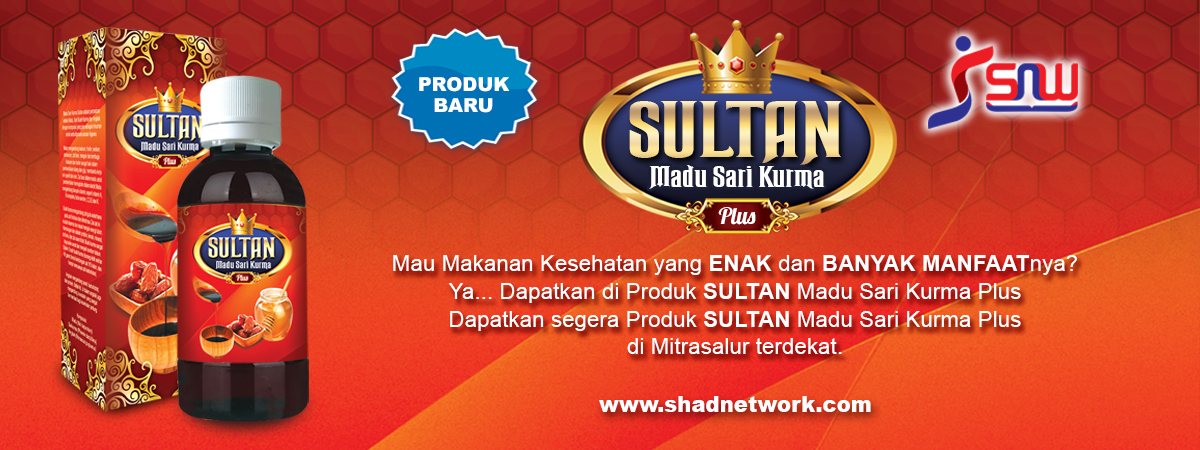 SULTAN
Madu Sari Kurma
Plus
SULTAN
Madu Sari Kurma
Plus
PRODUK
BARU
SULTAN
Madu Sari Kurma
Plus
SNW
Mau Makanan Kesehatan yang ENAK dan BANYAK MANFAATnya?
Ya... Dapatkan di Produk SULTAN Madu Sari Kurma Plus
Dapatkan segera Produk SULTAN Madu Sari Kurma Plus
di Mitrasalur terdekat.
www.shadnetwork.com